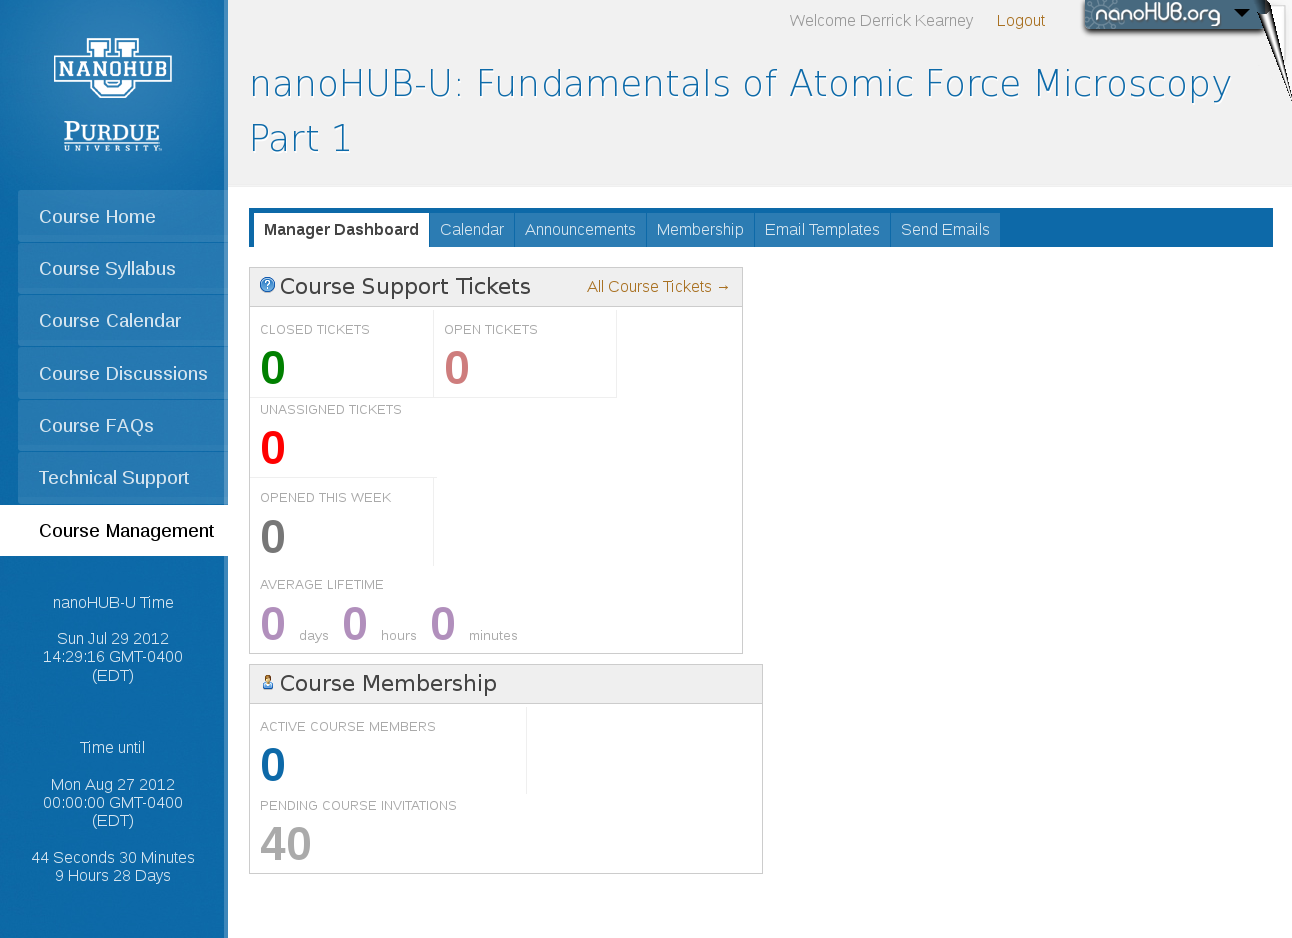 NANOHUB
U
PURDUE
UNIVERSITY
Course Home
Course Syllabus
Course Calendar
Course Discussions
Course FAQs
Technical Support
Course Management
nanoHUB-U Time
Sun Jul 29 2012
14:29:16 GMT-0400
(EDT)
Time until
Mon Aug 27 2012
00:00:00 GMT-0400
(EDT)
44 Seconds 30 Minutes
9 Hours 28 Days
Welcome Derrick Kearney Logout
nanoHUB.org
nanoHUB-U: Fundamentals of Atomic Force Microscopy
Part 1
Manager Dashboard Calendar Announcements Membership Email Templates Send Emails
Course Support Tickets All Course Tickets →
CLOSED TICKETS OPEN TICKETS
0 0
UNASSIGNED TICKETS
0
OPENED THIS WEEK
0
AVERAGE LIFETIME
0 days 0 hours 0 minutes
Course Membership
ACTIVE COURSE MEMBERS
0
PENDING COURSE INVITATIONS
40